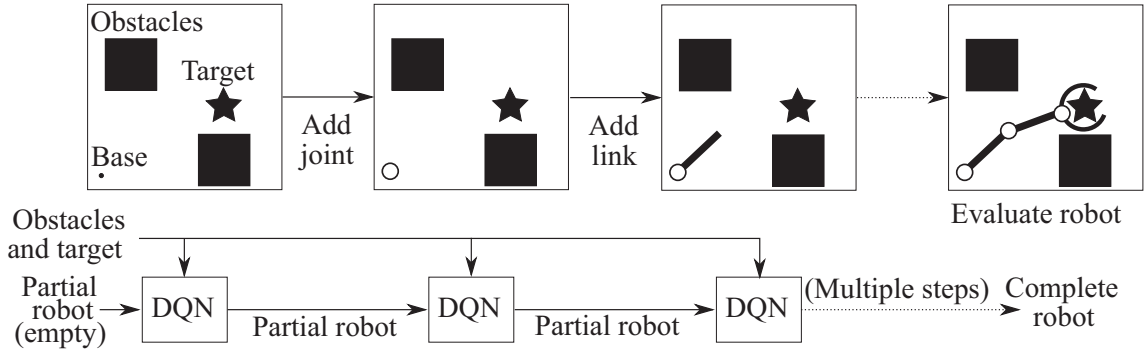 Obstacles
Target
Base
Add
joint
Add
link
Evaluate robot
Obstacles
and target
Partial
robot
(empty)
DQN
Partial robot
DQN
Partial robot
DQN
(Multiple steps)
Complete
robot